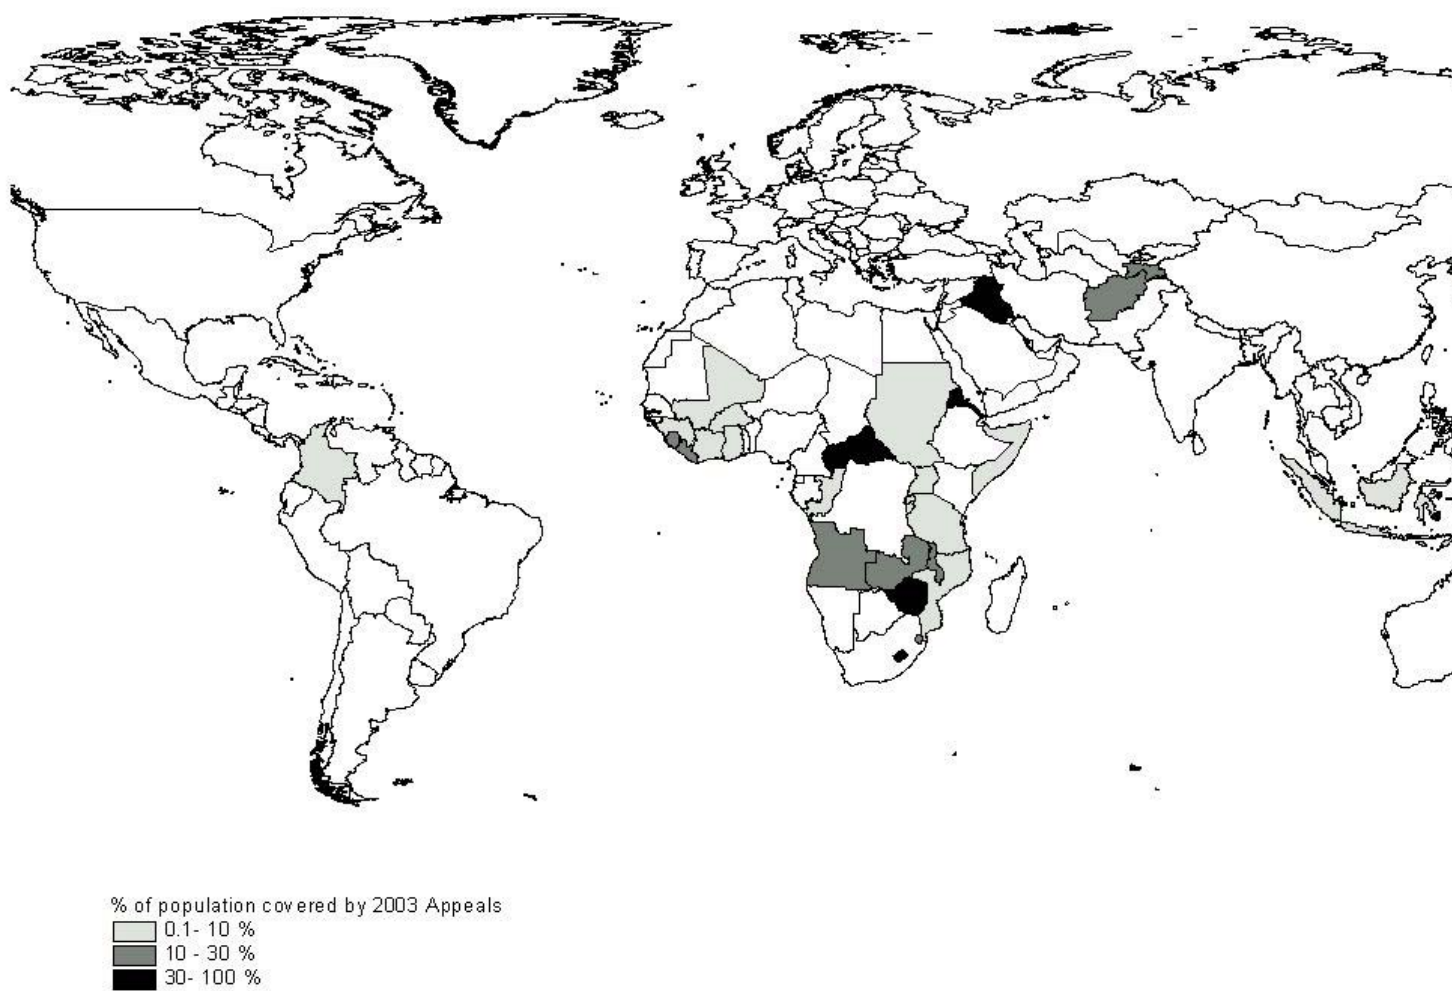 % of population covered by 2003 Appeals
0.1- 10 %
10 - 30 %
30- 100 %